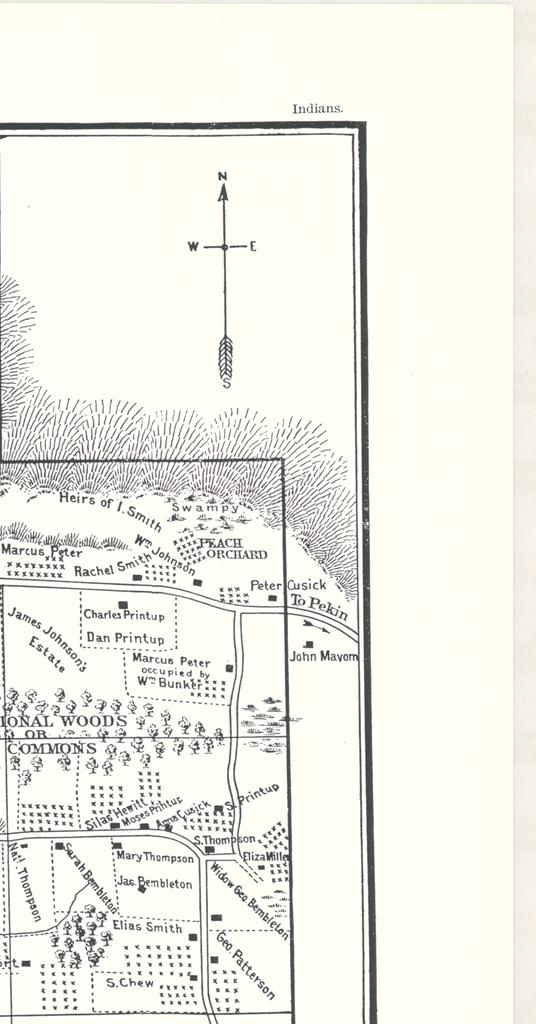 Indians.
N
W E
S
Heirs of I. Smith
Swampy
Marcus Peter
Wm Johnson
PEACH
ORCHARD
Rachel Smith
Peter Cusick
To Pekin
Charles Printup
Dan Printup
James Johnson's
Estate
John Mavom
Marcus Peter
occupied by
Wm Bunker
IONAL WOODS
OR
COMMONS
Silas Hewitt
Moses Printup
Anna Cusick
S. Printup
S. Thompson
Mary Thompson
Eliza Mille
Nat. Thompson
Sarah Bembleton
Jas. Bembleton
Widow Geo. Bembleton
Elias Smith
Geo. Patterson
ort
S. Chew